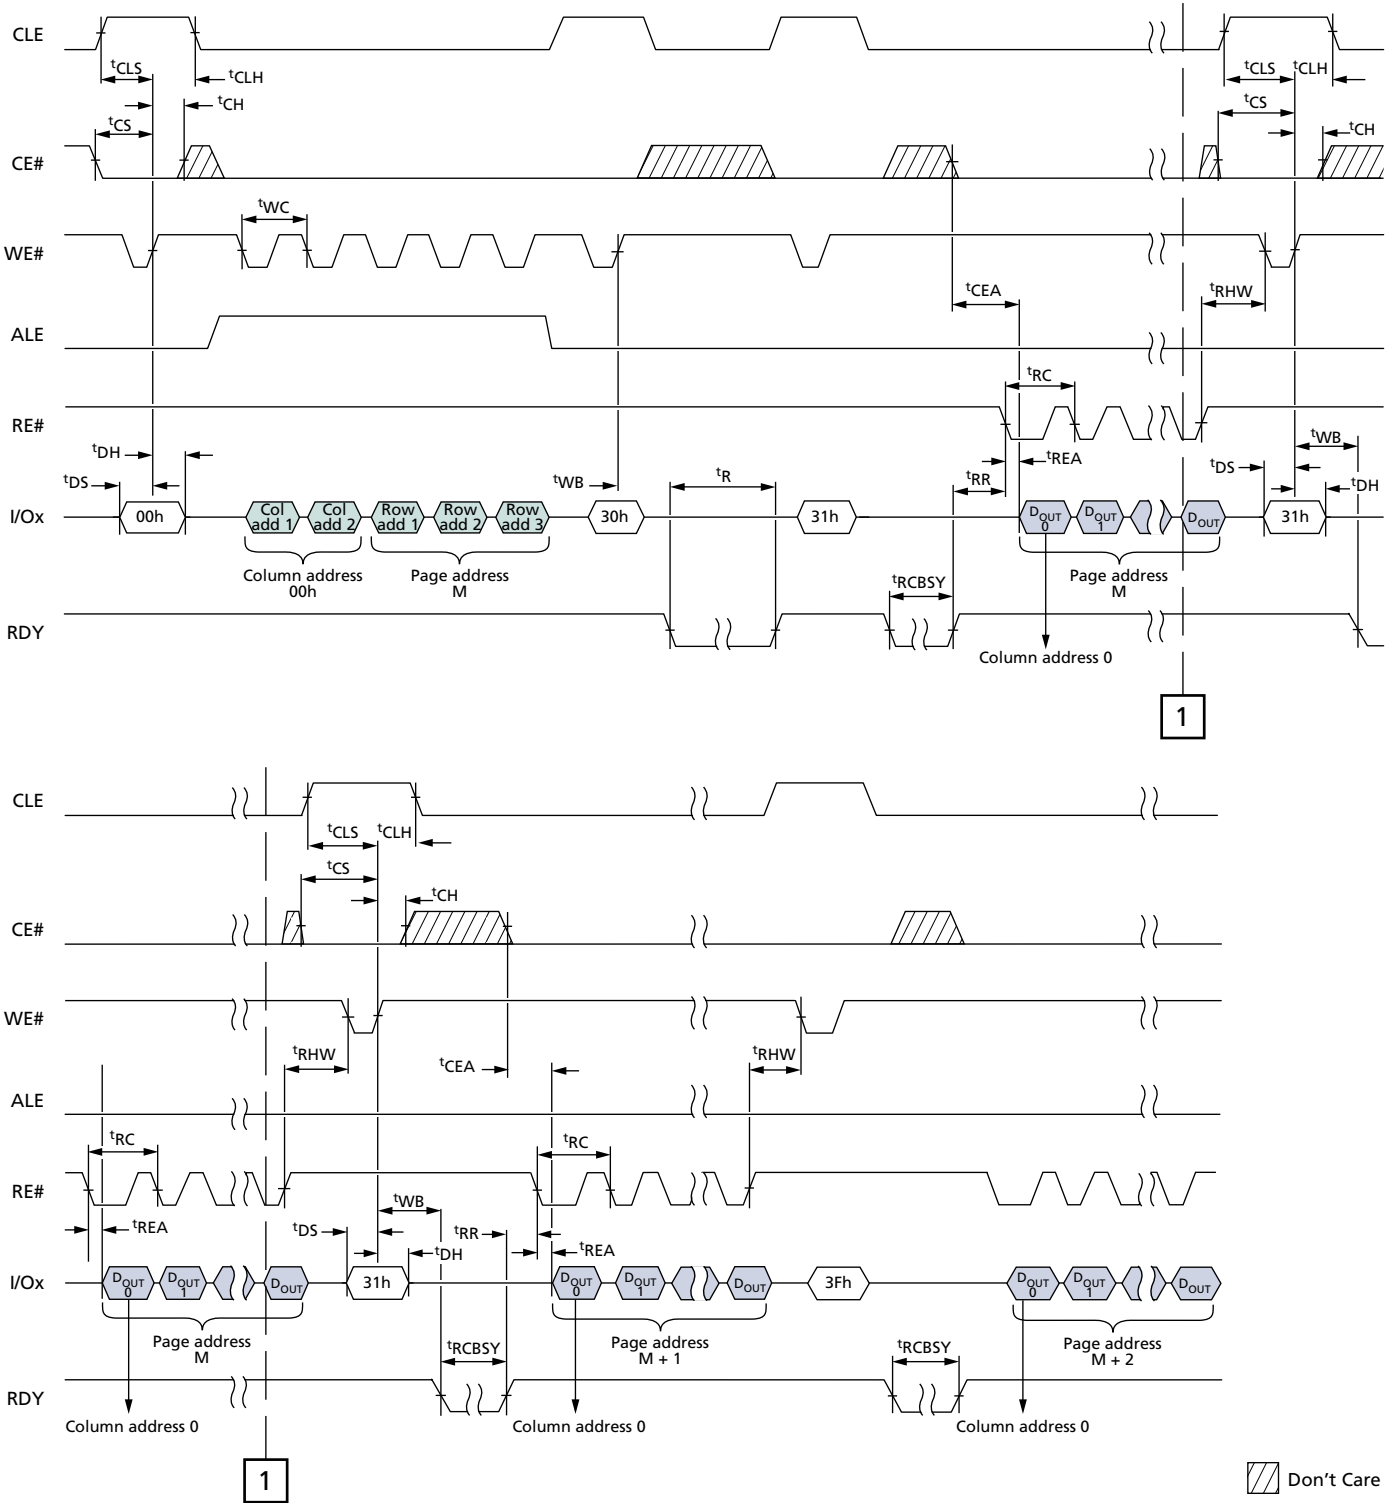 CLE
tCLS
tCLH
tCLS
tCLH
tCH
tCS
tCS
tCH
CE#
tWC
WE#
tCEA
tRHW
ALE
tRC
RE#
tDH
tWB
tREA
tDS
tWB
tR
tRR
tDS
tDH
I/Ox
00h
Col add 1
Col add 2
Row add 1
Row add 2
Row add 3
30h
31h
DOUT 0
DOUT 1
DOUT
31h
Column address 00h
Page address M
tRCBSY
Page address M
RDY
Column address 0
1
CLE
tCLS
tCLH
tCS
tCH
CE#
WE#
tRHW
tCEA
tRHW
ALE
tRC
tRC
RE#
tREA
tDS
tWB
tRR
tDH
tREA
I/Ox
DOUT 0
DOUT 1
DOUT
31h
DOUT 0
DOUT 1
DOUT
3Fh
DOUT 0
DOUT 1
DOUT
Page address M
tRCBSY
Page address M + 1
tRCBSY
Page address M + 2
RDY
Column address 0
Column address 0
Column address 0
1
Don't Care